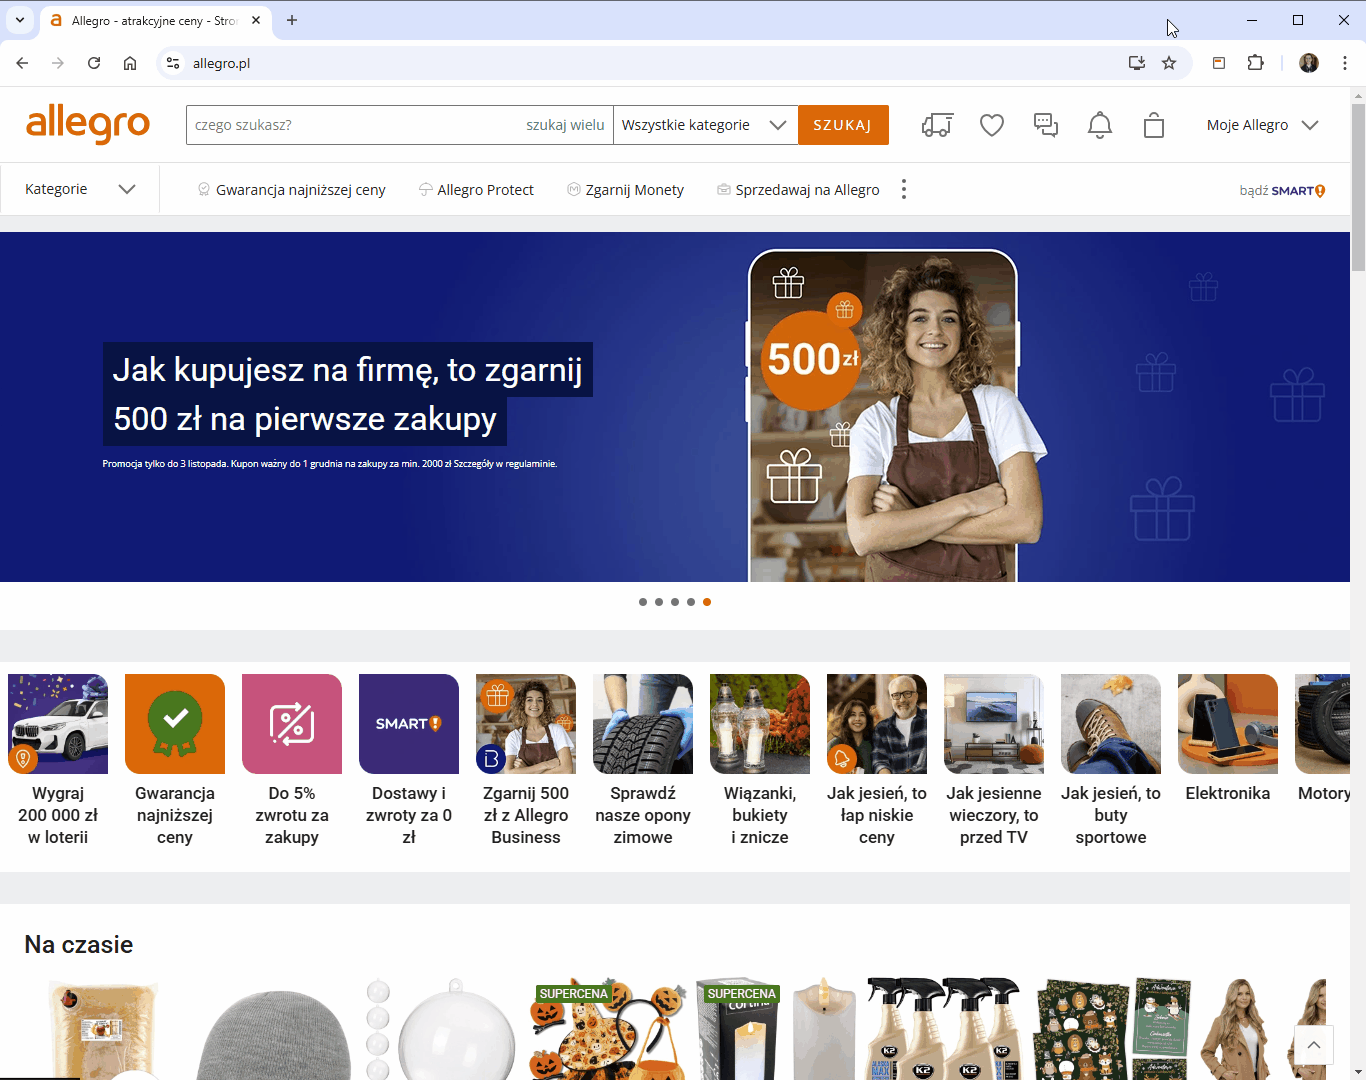 Allegro - atrakcyjne ceny - Stro
allegro.pl
allegro
czego szukasz?
szukaj wielu
Wszystkie kategorie
SZUKAJ
Moje Allegro
Kategorie
Gwarancja najniższej ceny
Allegro Protect
Zgarnij Monety
Sprzedawaj na Allegro
bądź SMART!
500zł
Jak kupujesz na firmę, to zgarnij
500 zł na pierwsze zakupy
Promocja tylko do 3 listopada. Kupon ważny do 1 grudnia na zakupy za min. 2000 zł Szczegóły w regulaminie.
SMART!
Wygraj
200 000 zł
w loterii
Gwarancja
najniższej
ceny
Do 5%
zwrotu za
zakupy
Dostawy i
zwroty za 0
zł
Zgarnij 500
zł z Allegro
Business
Sprawdź
nasze opony
zimowe
Wiązanki,
bukiety
i znicze
Jak jesień, to
łap niskie
ceny
Jak jesienne
wieczory, to
przed TV
Jak jesień, to
buty
sportowe
Elektronika
Motory
Na czasie
SUPERCENA
SUPERCENA
K2
K2
K2
K2